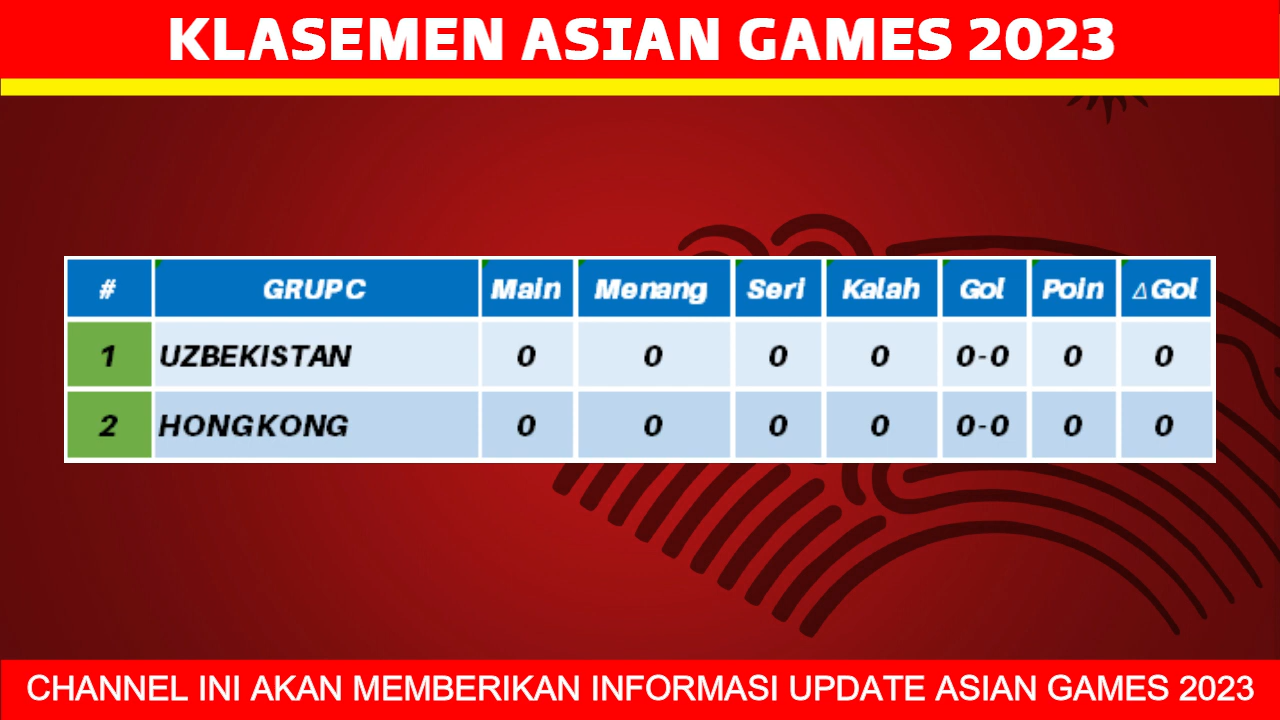 KLASEMEN ASIAN GAMES 2023
# GRUP C Main Menang Seri Kalah Gol Poin △Gol
1 UZBEKISTAN 0 0 0 0 0-0 0 0
2 HONGKONG 0 0 0 0 0-0 0 0
CHANNEL INI AKAN MEMBERIKAN INFORMASI UPDATE ASIAN GAMES 2023